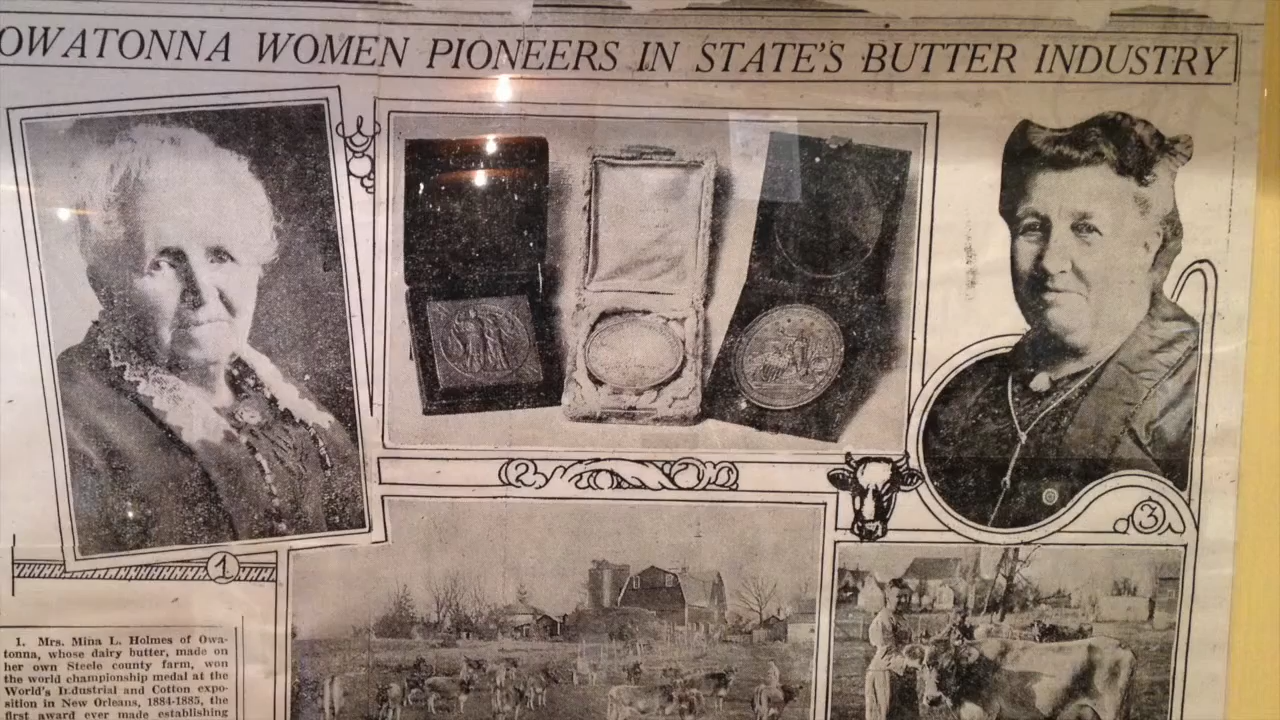 OWATONNA WOMEN PIONEERS IN STATE'S BUTTER INDUSTRY
1
2
3
1. Mrs. Mina L. Holmes of Owa-
tonna, whose dairy butter, made on
her own Steele county farm, won
the world championship medal at the
World's Industrial and Cotton expo-
sition in New Orleans, 1884-1885, the
first award ever made establishing